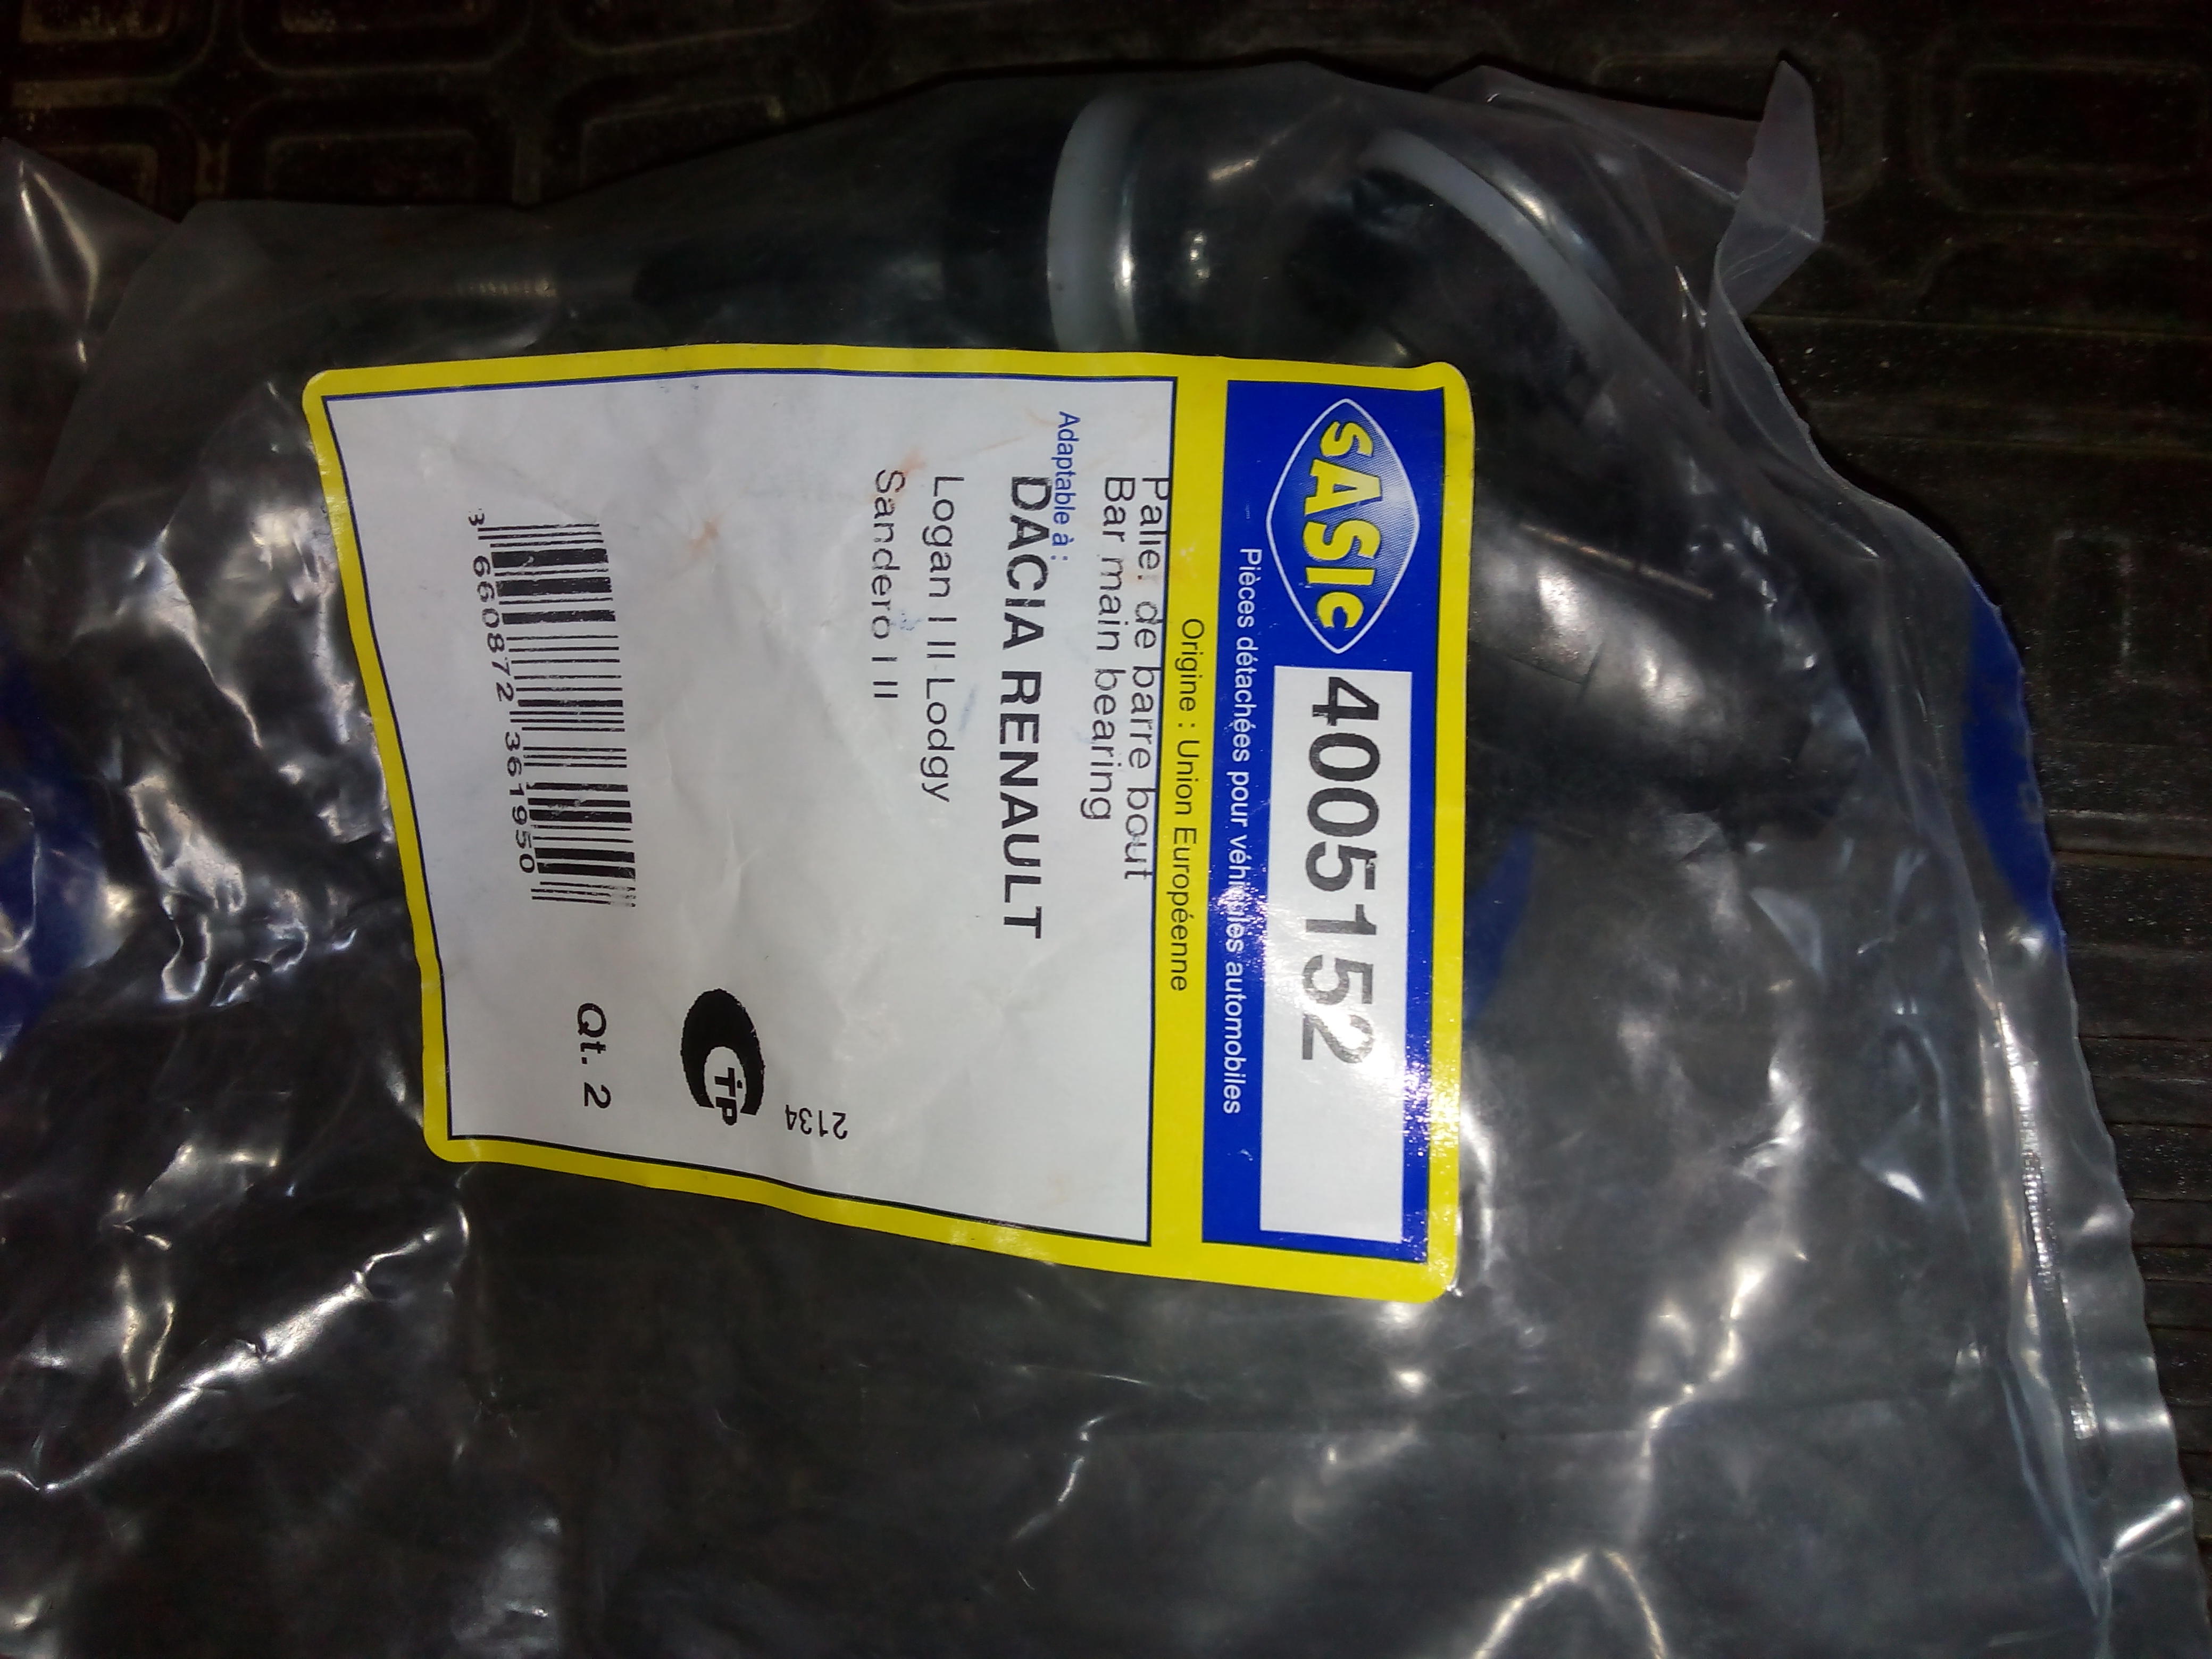 SASIC
4005152
Pièces détachées pour véhicules automobiles
Origine : Union Européenne
Palier de barre bout
Bar main bearing
Adaptable à :
DACIA RENAULT
Logan I II Lodgy
Sandero I II
2134
CTP
Qt. 2
3 660872 361950